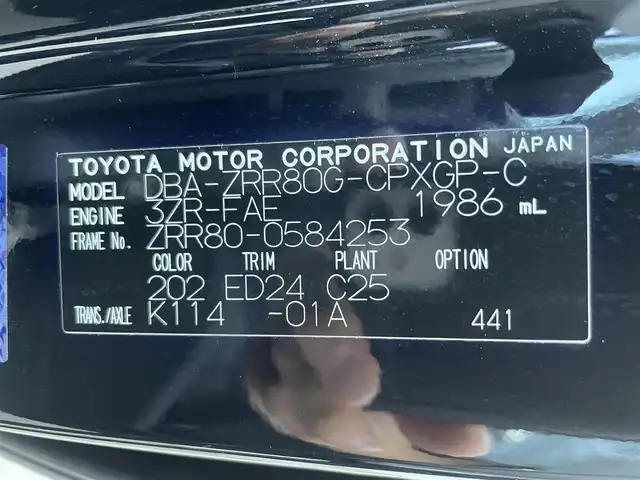 TOYOTA MOTOR CORPORATION JAPAN
MODEL DBA-ZRR80G-CPXGP-C
ENGINE 3ZR-FAE 1986 mL
FRAME No. ZRR80-0584253
COLOR TRIM PLANT OPTION
202 ED24 C25
TRANS./AXLE K114 -01A 441